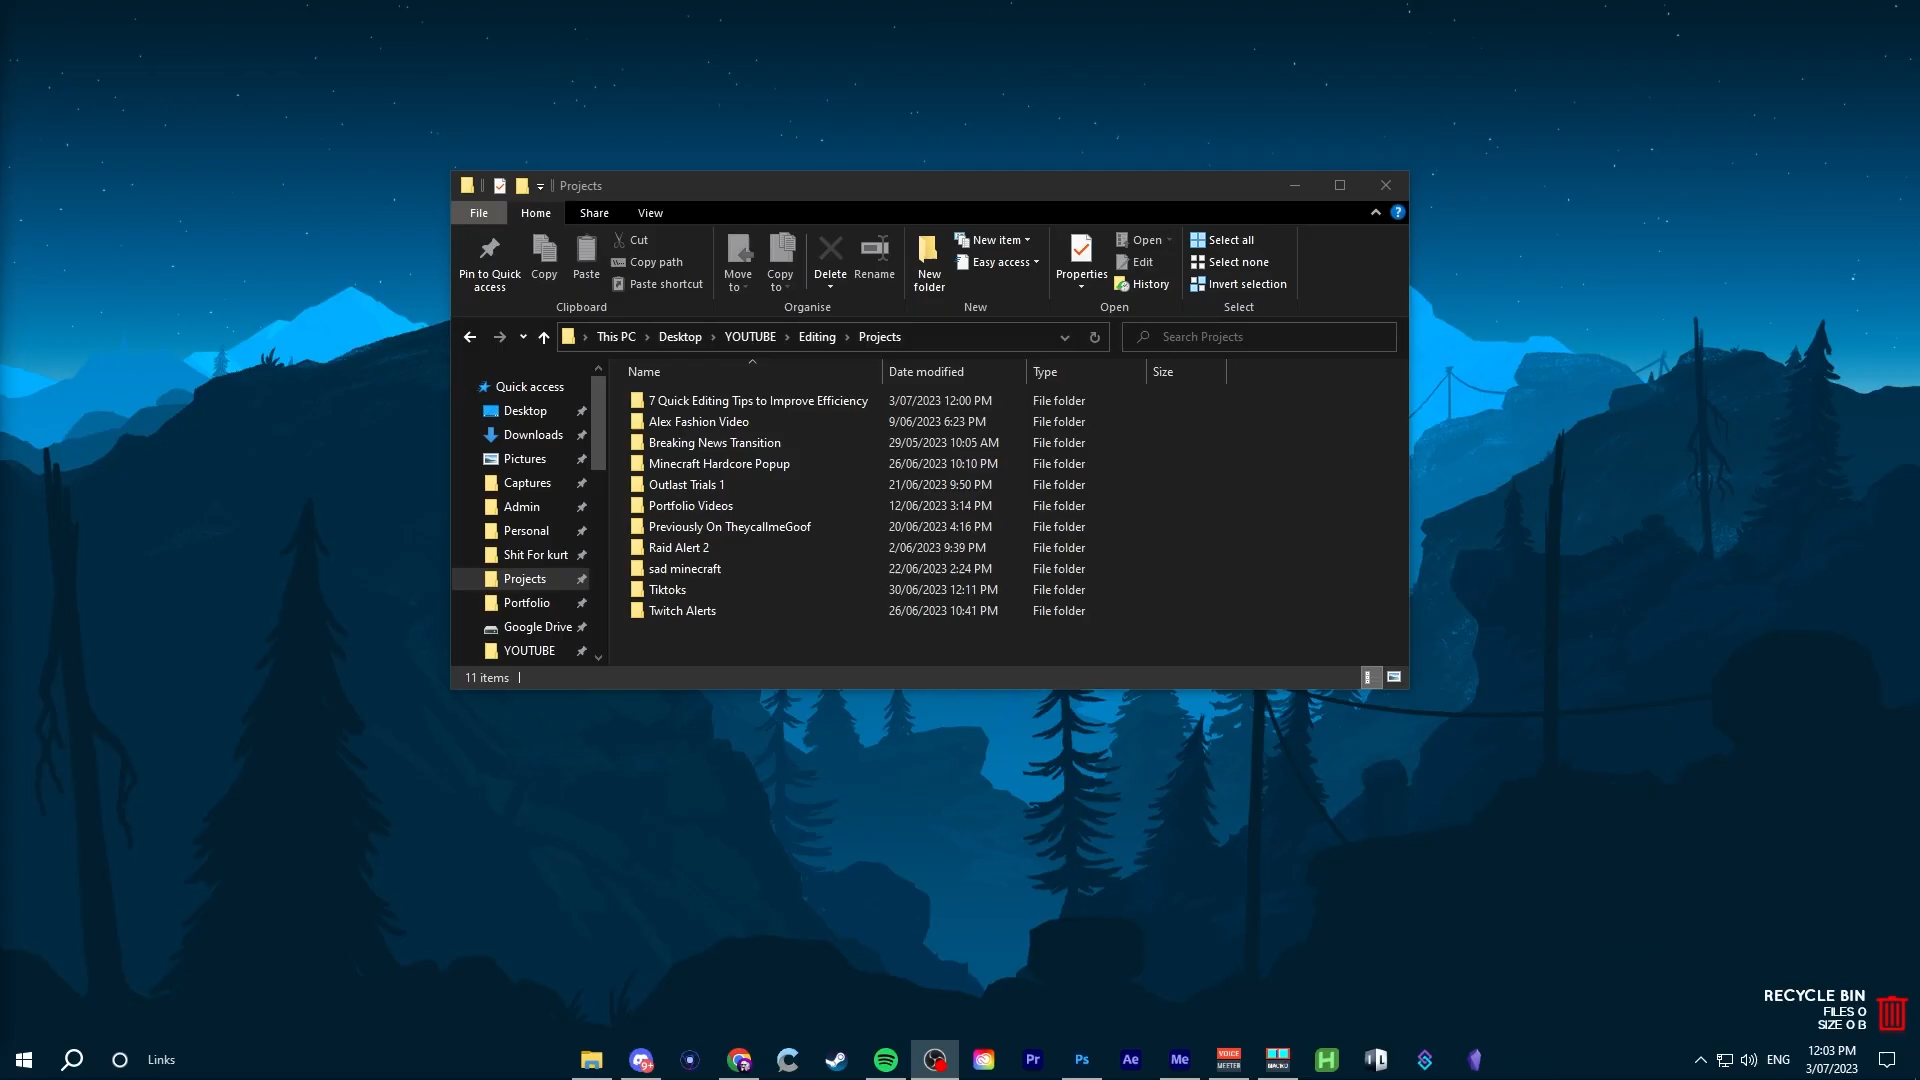 Projects
File Home Share View
Pin to Quick access Copy Paste Cut Copy path Paste shortcut
Clipboard
Move to Copy to Delete Rename
Organise
New folder New item Easy access
New
Properties Open Edit History
Open
Select all Select none Invert selection
Select
This PC Desktop YOUTUBE Editing Projects
Search Projects
Quick access
Desktop
Downloads
Pictures
Captures
Admin
Personal
Shit For kurt
Projects
Portfolio
Google Drive
YOUTUBE
Name Date modified Type Size
7 Quick Editing Tips to Improve Efficiency 3/07/2023 12:00 PM File folder
Alex Fashion Video 9/06/2023 6:23 PM File folder
Breaking News Transition 29/05/2023 10:05 AM File folder
Minecraft Hardcore Popup 26/06/2023 10:10 PM File folder
Outlast Trials 1 21/06/2023 9:50 PM File folder
Portfolio Videos 12/06/2023 3:14 PM File folder
Previously On TheycallmeGoof 20/06/2023 4:16 PM File folder
Raid Alert 2 2/06/2023 9:39 PM File folder
sad minecraft 22/06/2023 2:24 PM File folder
Tiktoks 30/06/2023 12:11 PM File folder
Twitch Alerts 26/06/2023 10:41 PM File folder
11 items
RECYCLE BIN
FILES 0
SIZE 0 B
Links
9+
Pr Ps Ae Me
VOICE
MEETER
MACRO
H
ENG
12:03 PM
3/07/2023